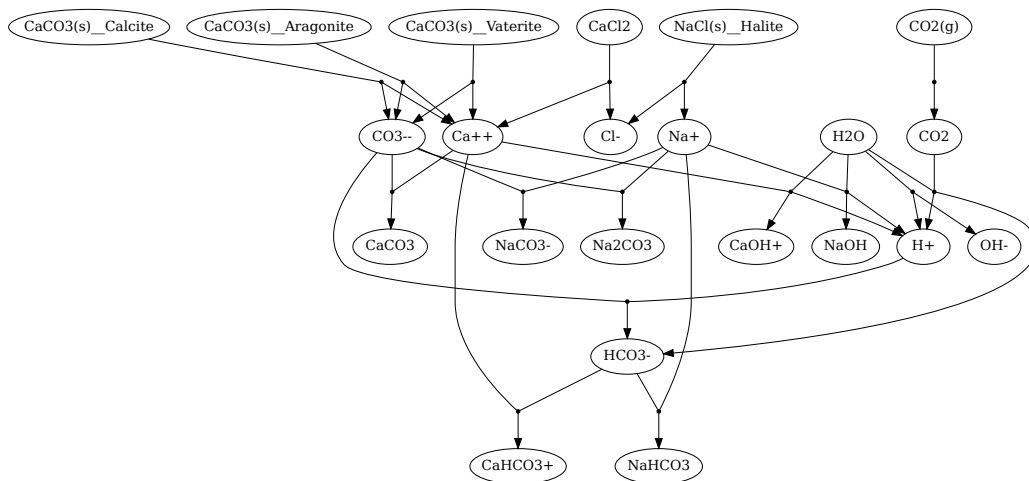 CaCO3(s)__Calcite
CaCO3(s)__Aragonite
CaCO3(s)__Vaterite
CaCl2
NaCl(s)__Halite
CO2(g)
CO3--
Ca++
Cl-
Na+
H2O
CO2
CaCO3
NaCO3-
Na2CO3
CaOH+
NaOH
H+
OH-
HCO3-
CaHCO3+
NaHCO3